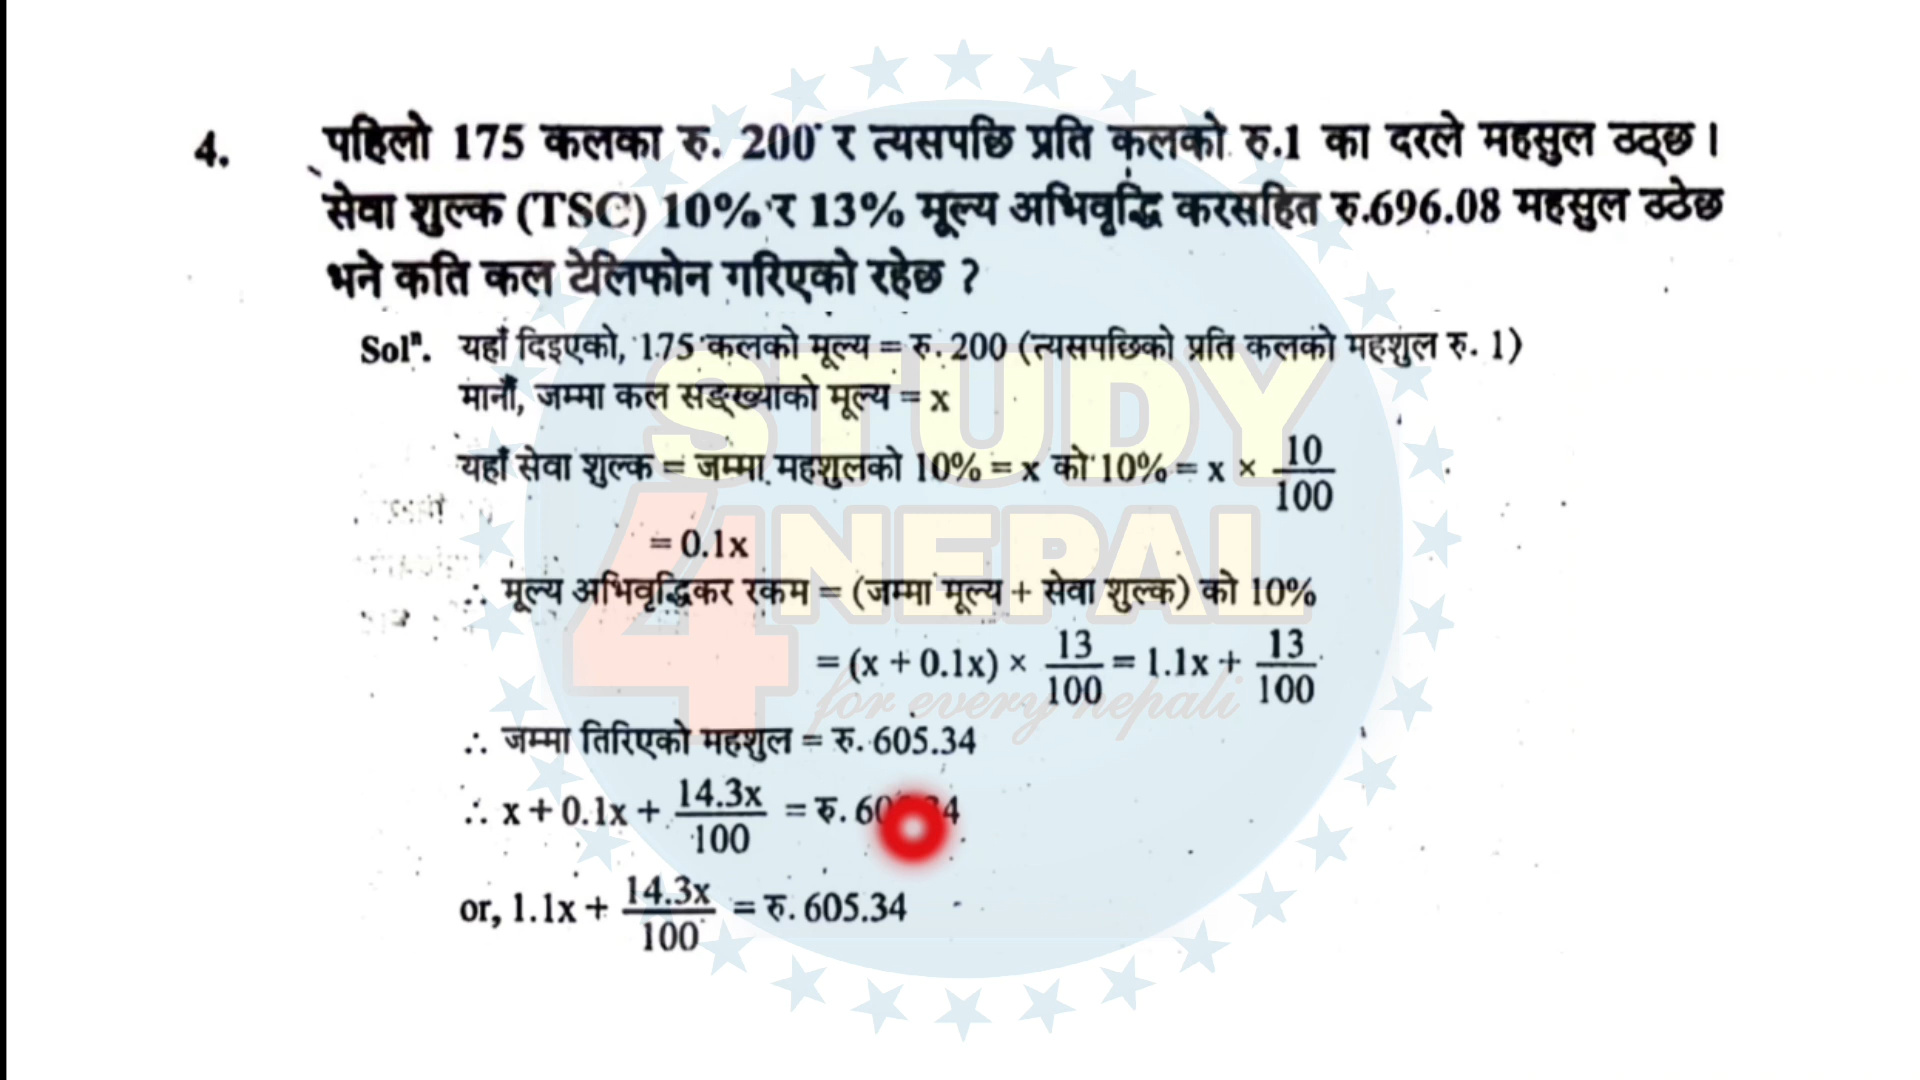 4. पहिलो 175 कलका रु. 200 र त्यसपछि प्रति कलको रु.1 का दरले महसुल ठठ्छ।
सेवा शुल्क (TSC) 10% र 13% मूल्य अभिवृद्धि करसहित रु.696.08 महसुल ठठेछ
भने कति कल टेलिफोन गरिएको रहेछ ?
Solⁿ. यहाँ दिइएको, 175 कलको मूल्य = रु. 200 (त्यसपछिको प्रति कलको महशुल रु. 1)
मानौं, जम्मा कल सङ्ख्याको मूल्य = x
यहाँ सेवा शुल्क = जम्मा महशुलको 10% = x को 10% = x × 10/100
= 0.1x
∴ मूल्य अभिवृद्धिकर रकम = (जम्मा मूल्य + सेवा शुल्क) को 10%
= (x + 0.1x) × 13/100 = 1.1x + 13/100
∴ जम्मा तिरिएको महशुल = रु. 605.34
∴ x + 0.1x + 14.3x/100 = रु.
or, 1.1x + 14.3x/100 = रु. 605.34
STUDY
4 NEPAL
for every nepali